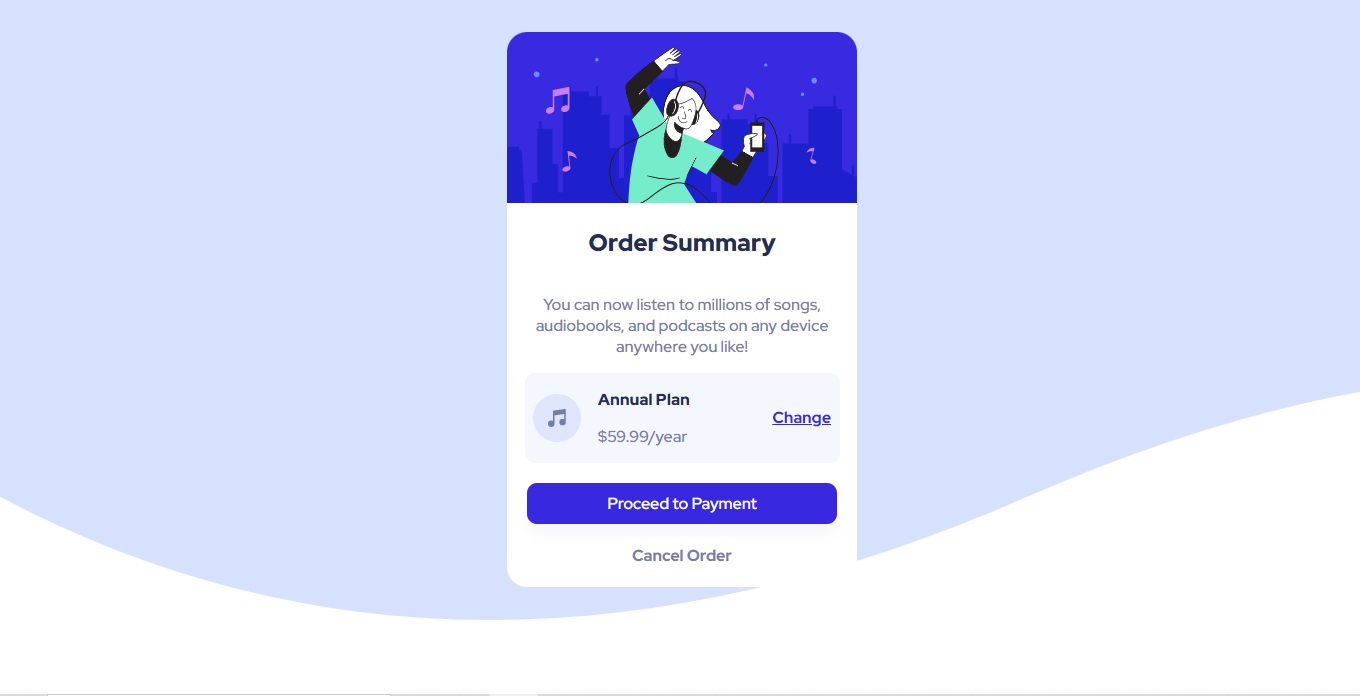 Order Summary
You can now listen to millions of songs,
audiobooks, and podcasts on any device
anywhere you like!
Annual Plan
$59.99/year
Change
Proceed to Payment
Cancel Order